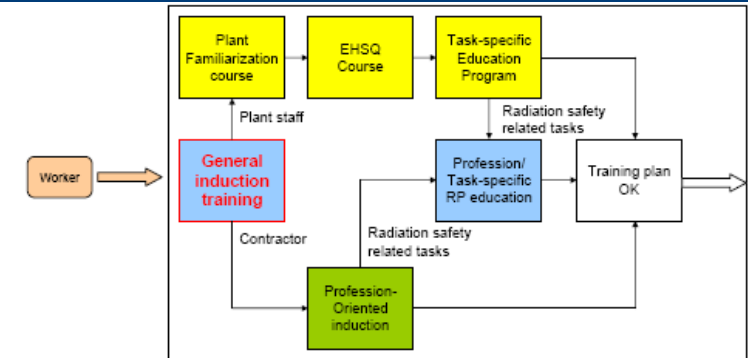 Plant
Familiarization
course
EHSQ
Course
Task-specific
Education
Program
Plant staff
Radiation safety
related tasks
Worker
General
induction
training
Profession/
Task-specific
RP education
Training plan
OK
Contractor
Radiation safety
related tasks
Profession-
Oriented
induction